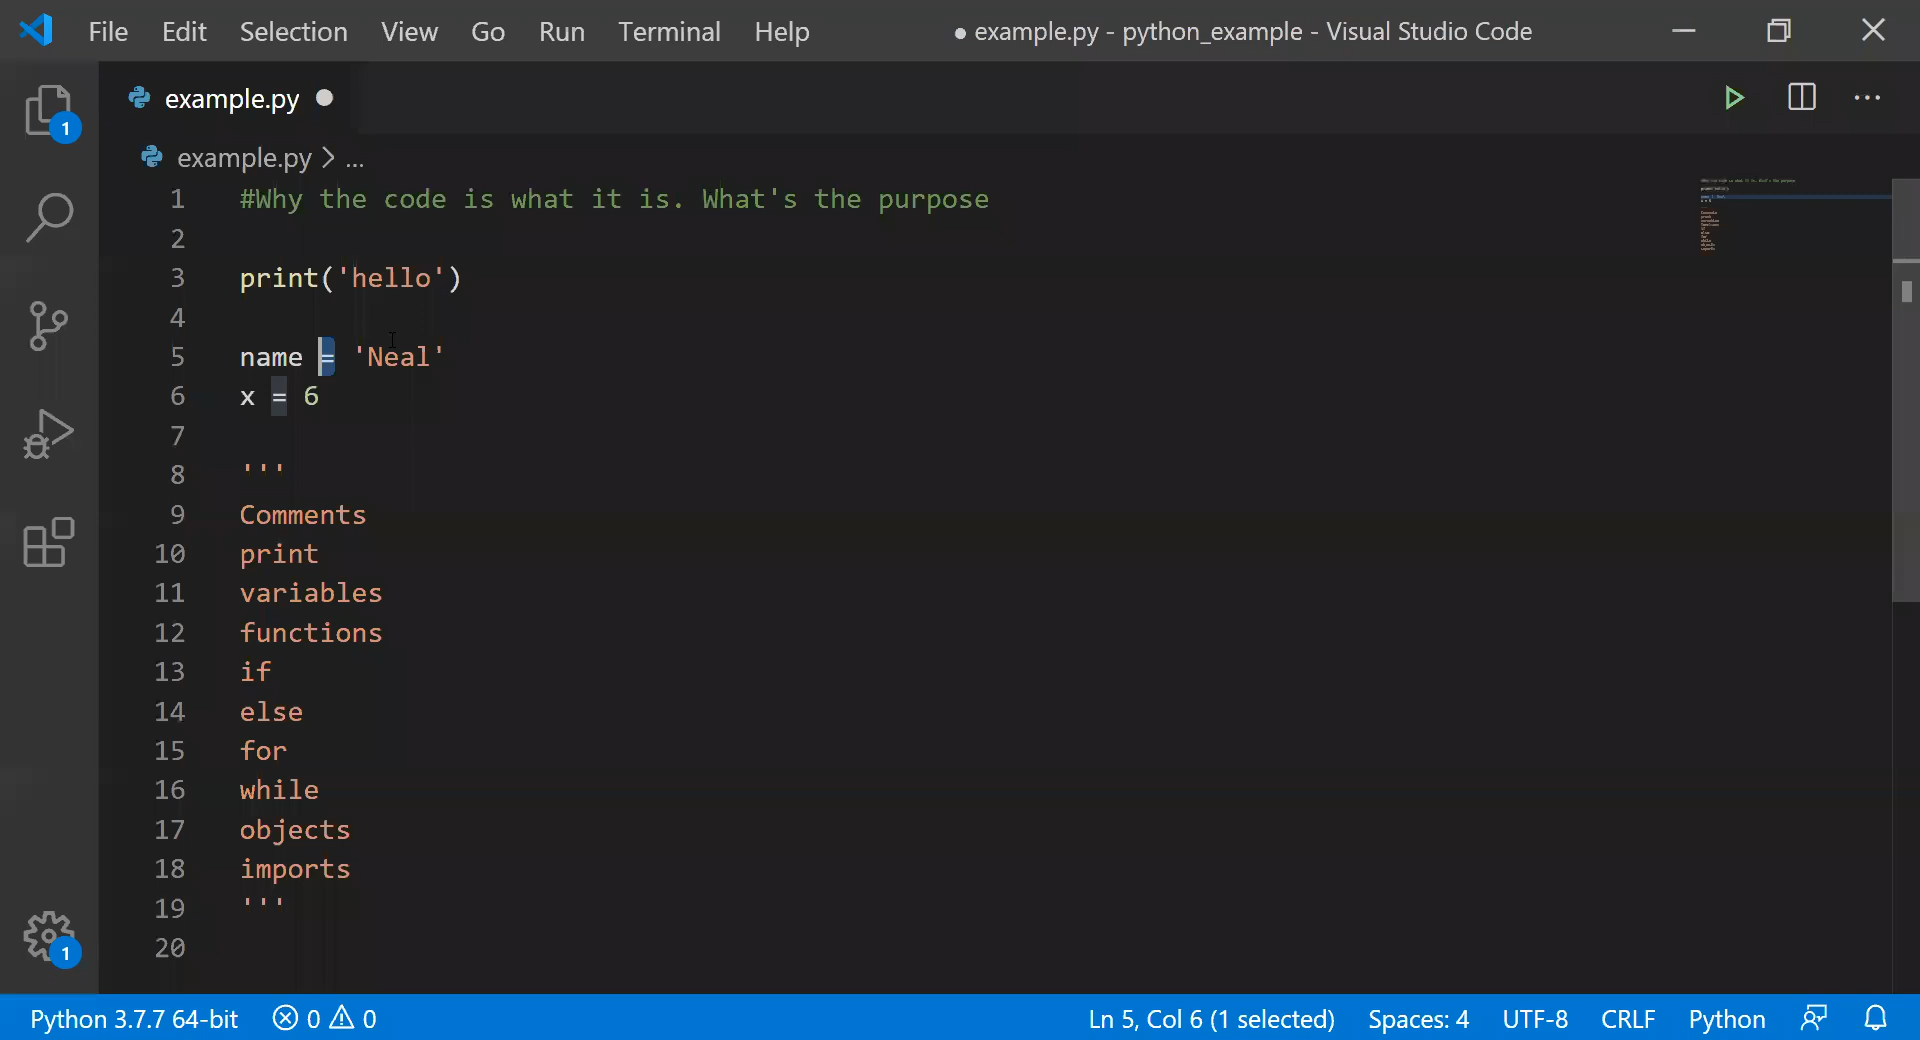 File Edit Selection View Go Run Terminal Help ● example.py - python_example - Visual Studio Code
example.py ●
example.py > ...
1 #Why the code is what it is. What's the purpose
2
3 print('hello')
4
5 name = 'Neal'
6 x = 6
7
8 '''
9 Comments
10 print
11 variables
12 functions
13 if
14 else
15 for
16 while
17 objects
18 imports
19 '''
20
1
1
Python 3.7.7 64-bit 0 0 Ln 5, Col 6 (1 selected) Spaces: 4 UTF-8 CRLF Python